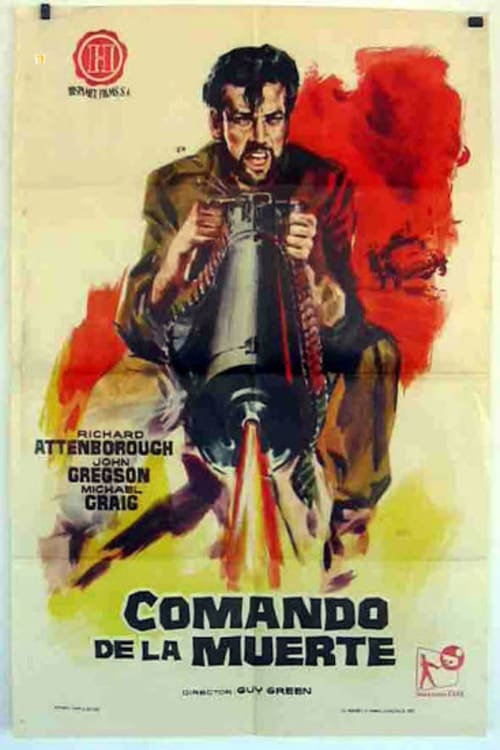 H
HISPAMEX FILMS, S.A.
RICHARD
ATTENBOROUGH
JOHN
GREGSON
MICHAEL
CRAIG
COMANDO
DE LA MUERTE
DIRECTOR GUY GREEN